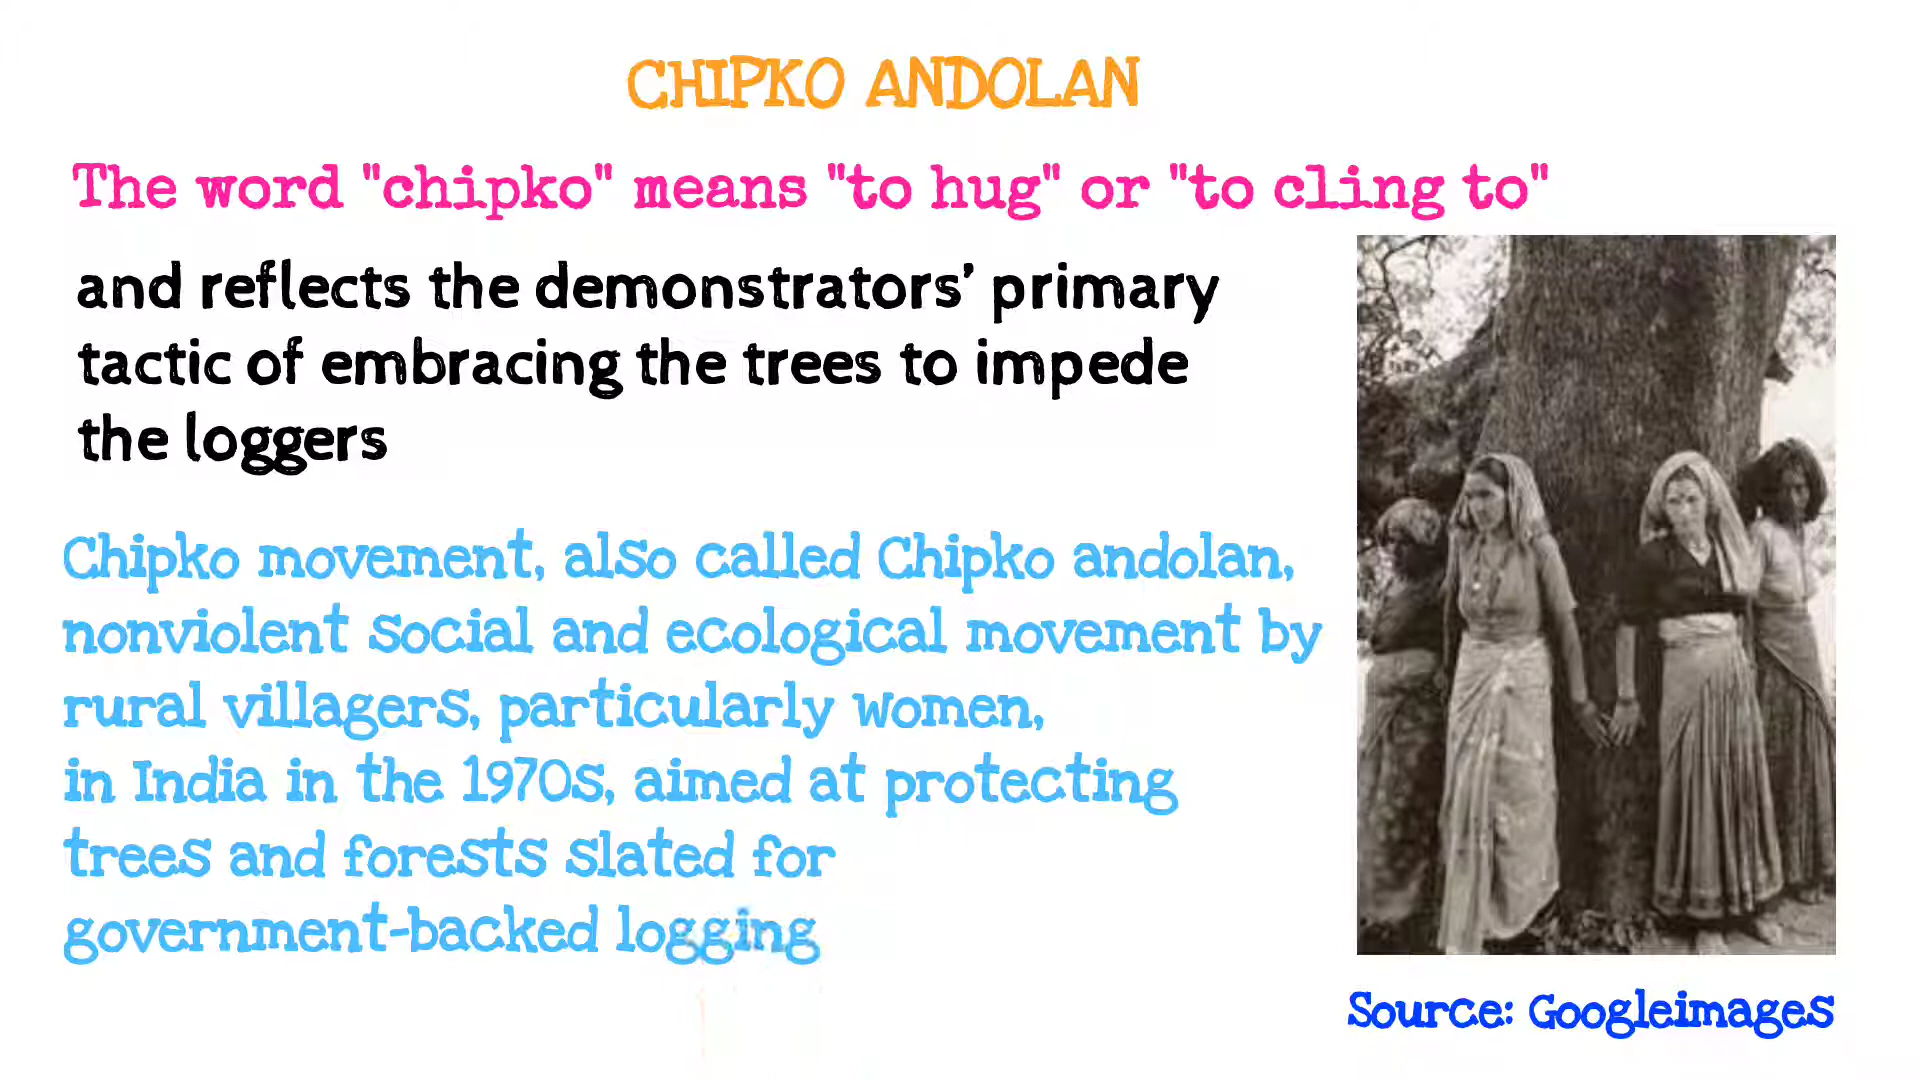 CHIPKO ANDOLAN
The word "chipko" means "to hug" or "to cling to"
and reflects the demonstrators’ primary
tactic of embracing the trees to impede
the loggers
Chipko movement, also called Chipko andolan,
nonviolent social and ecological movement by
rural villagers, particularly women,
in India in the 1970s, aimed at protecting
trees and forests slated for
government-backed logging
Source: Googleimages